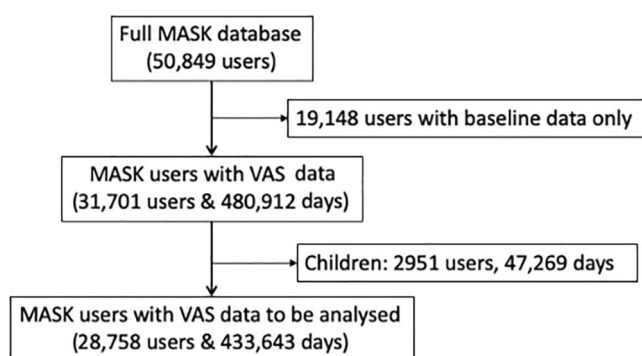 Full MASK database
(50,849 users)
19,148 users with baseline data only
MASK users with VAS data
(31,701 users & 480,912 days)
Children: 2951 users, 47,269 days
MASK users with VAS data to be analysed
(28,758 users & 433,643 days)